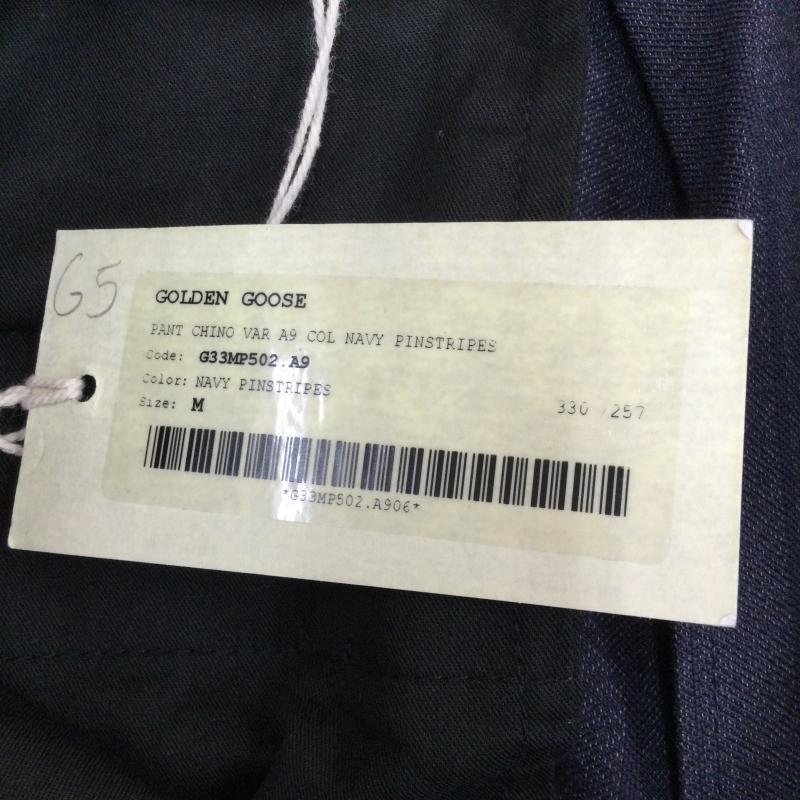 G5
GOLDEN GOOSE
PANT CHINO VAR A9 COL NAVY PINSTRIPES
Code: G33MP502.A9
Color: NAVY PINSTRIPES
Size: M
330 /257
*G33MP502.A906*